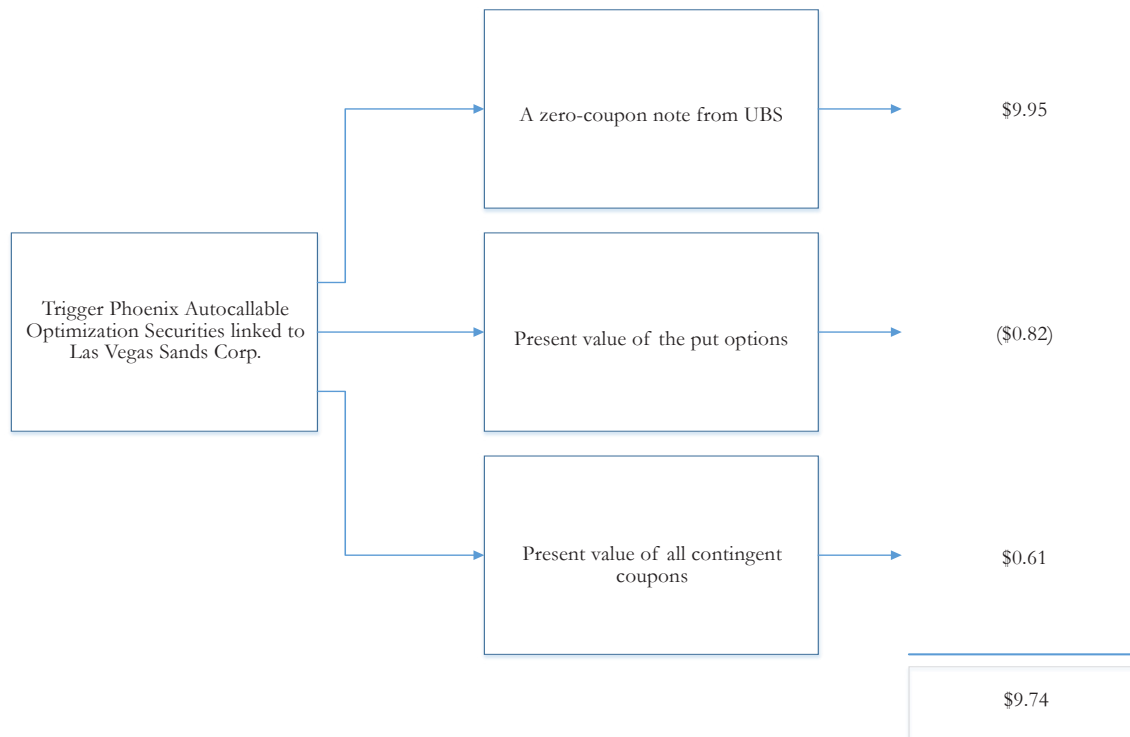 A zero-coupon note from UBS
$9.95
Trigger Phoenix Autocallable
Optimization Securities linked to
Las Vegas Sands Corp.
Present value of the put options
($0.82)
Present value of all contingent
coupons
$0.61
$9.74